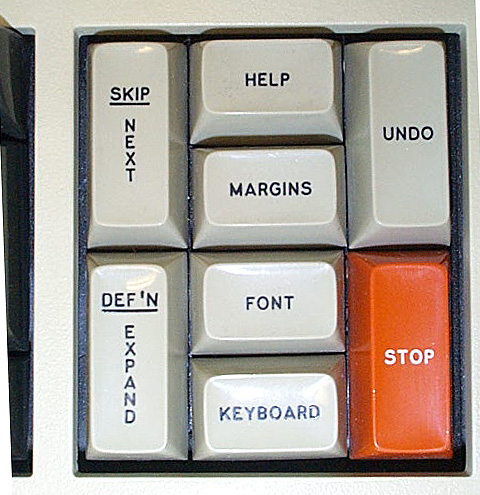 SKIP
NEXT
HELP
MARGINS
UNDO
DEF'N
EXPAND
FONT
KEYBOARD
STOP